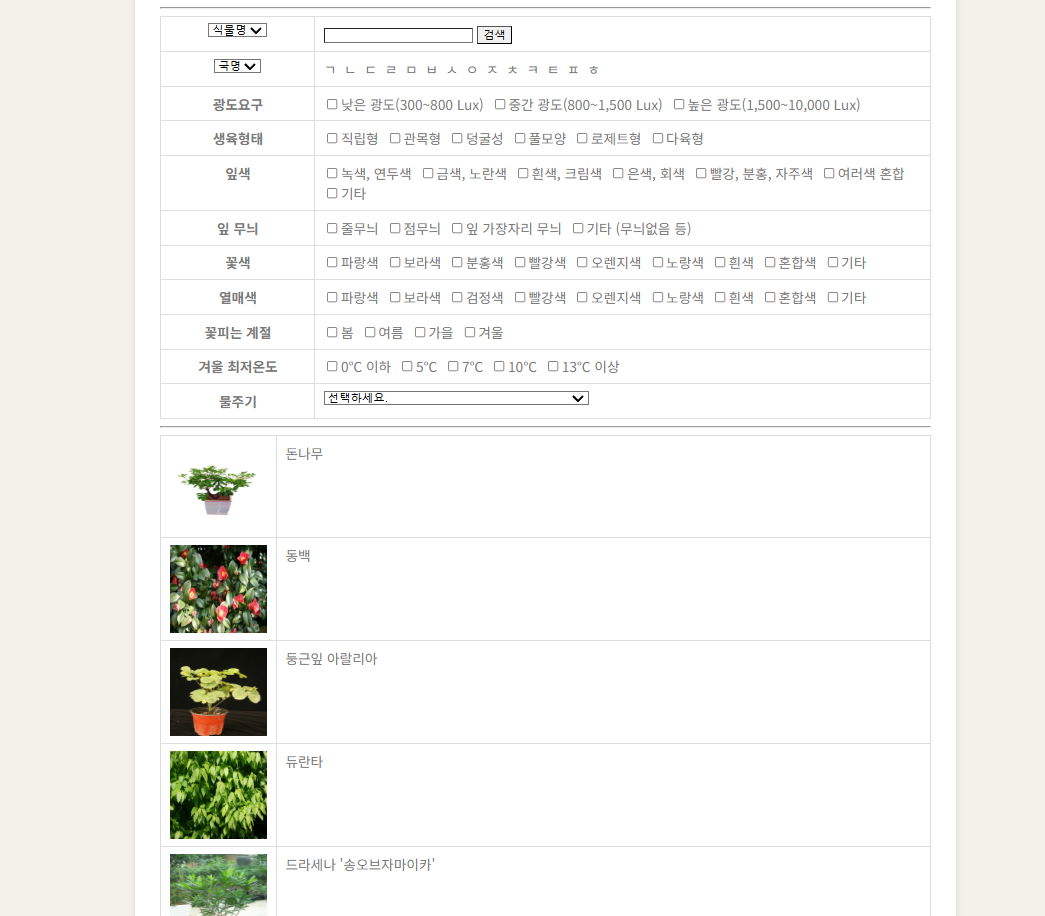 식물명
검색
국명
ㄱ ㄴ ㄷ ㄹ ㅁ ㅂ ㅅ ㅇ ㅈ ㅊ ㅋ ㅌ ㅍ ㅎ
광도요구
낮은 광도(300~800 Lux) 중간 광도(800~1,500 Lux) 높은 광도(1,500~10,000 Lux)
생육형태
직립형 관목형 덩굴성 풀모양 로제트형 다육형
잎색
녹색, 연두색 금색, 노란색 흰색, 크림색 은색, 회색 빨강, 분홍, 자주색 여러색 혼합
기타
잎 무늬
줄무늬 점무늬 잎 가장자리 무늬 기타 (무늬없음 등)
꽃색
파랑색 보라색 분홍색 빨강색 오렌지색 노랑색 흰색 혼합색 기타
열매색
파랑색 보라색 검정색 빨강색 오렌지색 노랑색 흰색 혼합색 기타
꽃피는 계절
봄 여름 가을 겨울
겨울 최저온도
0℃ 이하 5℃ 7℃ 10℃ 13℃ 이상
물주기
선택하세요.
돈나무
동백
둥근잎 아랄리아
듀란타
드라세나 '송오브자마이카'